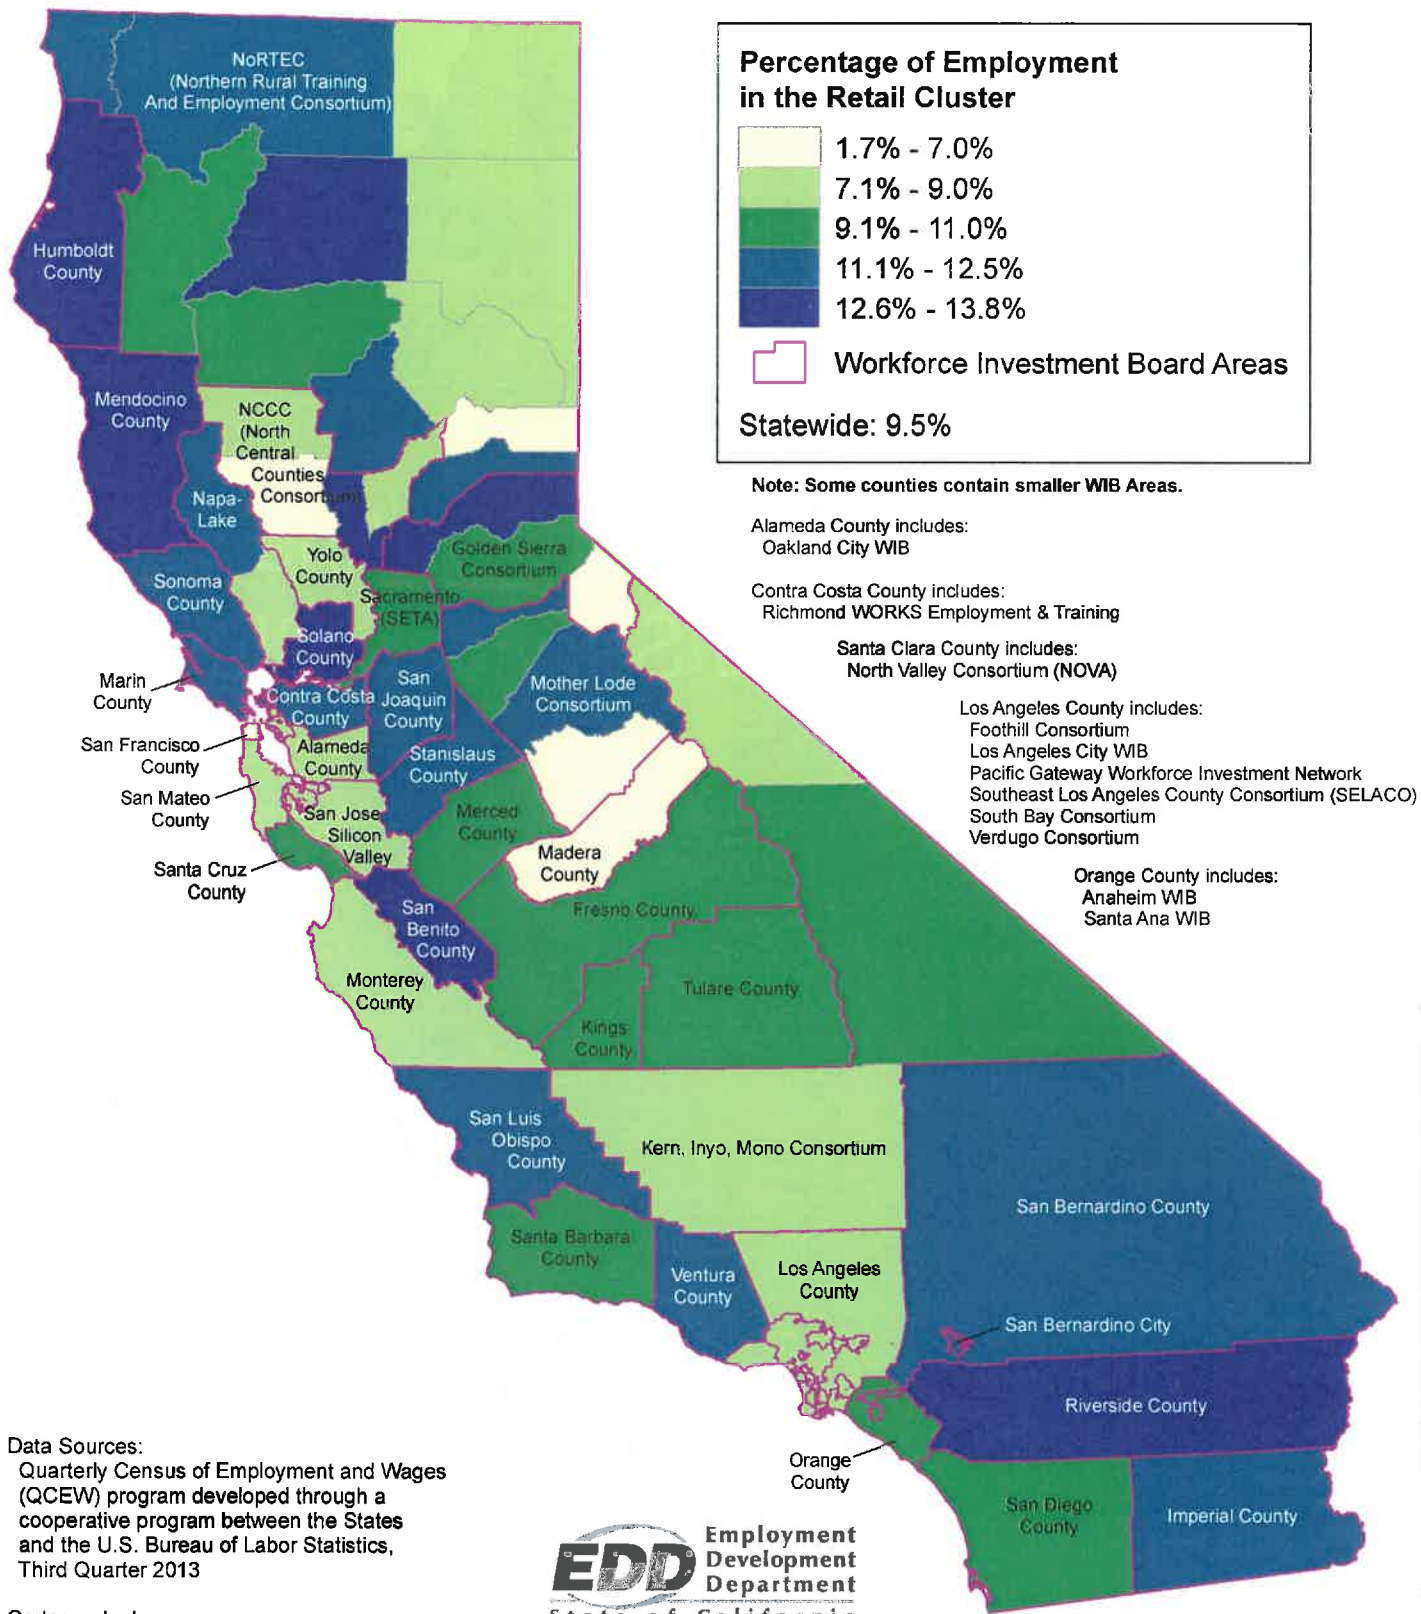 NoRTEC
(Northern Rural Training
And Employment Consortium)
Humboldt
County
Mendocino
County
NCCC
(North
Central
Counties
Consortium)
Napa-
Lake
Yolo
County
Golden Sierra
Consortium
Sonoma
County
Sacramento
(SETA)
Solano
County
Marin
County
Contra Costa
County
San
Joaquin
County
Mother Lode
Consortium
San Francisco
County
Alameda
County
Stanislaus
County
San Mateo
County
San Jose
Silicon
Valley
Merced
County
Santa Cruz
County
Madera
County
San
Benito
County
Fresno County
Monterey
County
Tulare County
Kings
County
San Luis
Obispo
County
Kern, Inyo, Mono Consortium
San Bernardino County
Santa Barbara
County
Ventura
County
Los Angeles
County
San Bernardino City
Riverside County
Orange
County
San Diego
County
Imperial County
Percentage of Employment
in the Retail Cluster
1.7% - 7.0%
7.1% - 9.0%
9.1% - 11.0%
11.1% - 12.5%
12.6% - 13.8%
Workforce Investment Board Areas
Statewide: 9.5%
Note: Some counties contain smaller WIB Areas.
Alameda County includes:
Oakland City WIB
Contra Costa County includes:
Richmond WORKS Employment & Training
Santa Clara County includes:
North Valley Consortium (NOVA)
Los Angeles County includes:
Foothill Consortium
Los Angeles City WIB
Pacific Gateway Workforce Investment Network
Southeast Los Angeles County Consortium (SELACO)
South Bay Consortium
Verdugo Consortium
Orange County includes:
Anaheim WIB
Santa Ana WIB
Data Sources:
Quarterly Census of Employment and Wages
(QCEW) program developed through a
cooperative program between the States
and the U.S. Bureau of Labor Statistics,
Third Quarter 2013
EDD
Employment
Development
Department
State of California